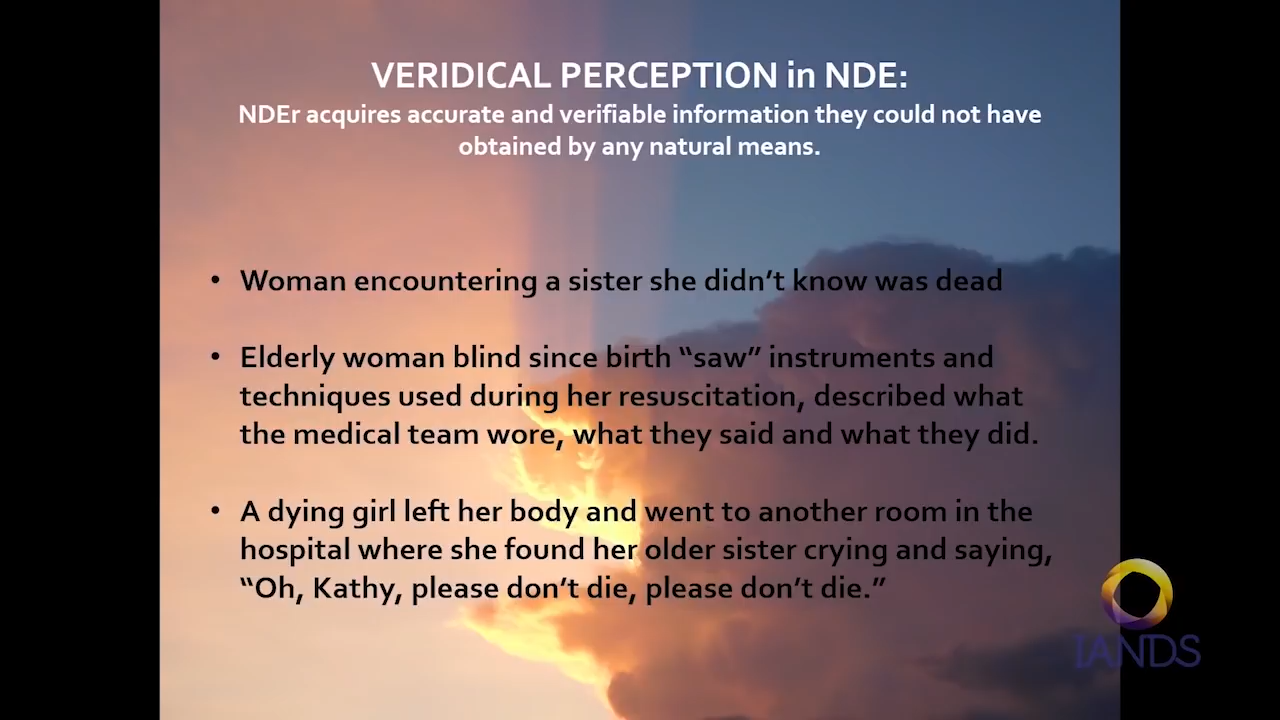 VERIDICAL PERCEPTION in NDE:
NDEr acquires accurate and verifiable information they could not have
obtained by any natural means.
• Woman encountering a sister she didn’t know was dead
• Elderly woman blind since birth “saw” instruments and
techniques used during her resuscitation, described what
the medical team wore, what they said and what they did.
• A dying girl left her body and went to another room in the
hospital where she found her older sister crying and saying,
“Oh, Kathy, please don’t die, please don’t die.”
IANDS